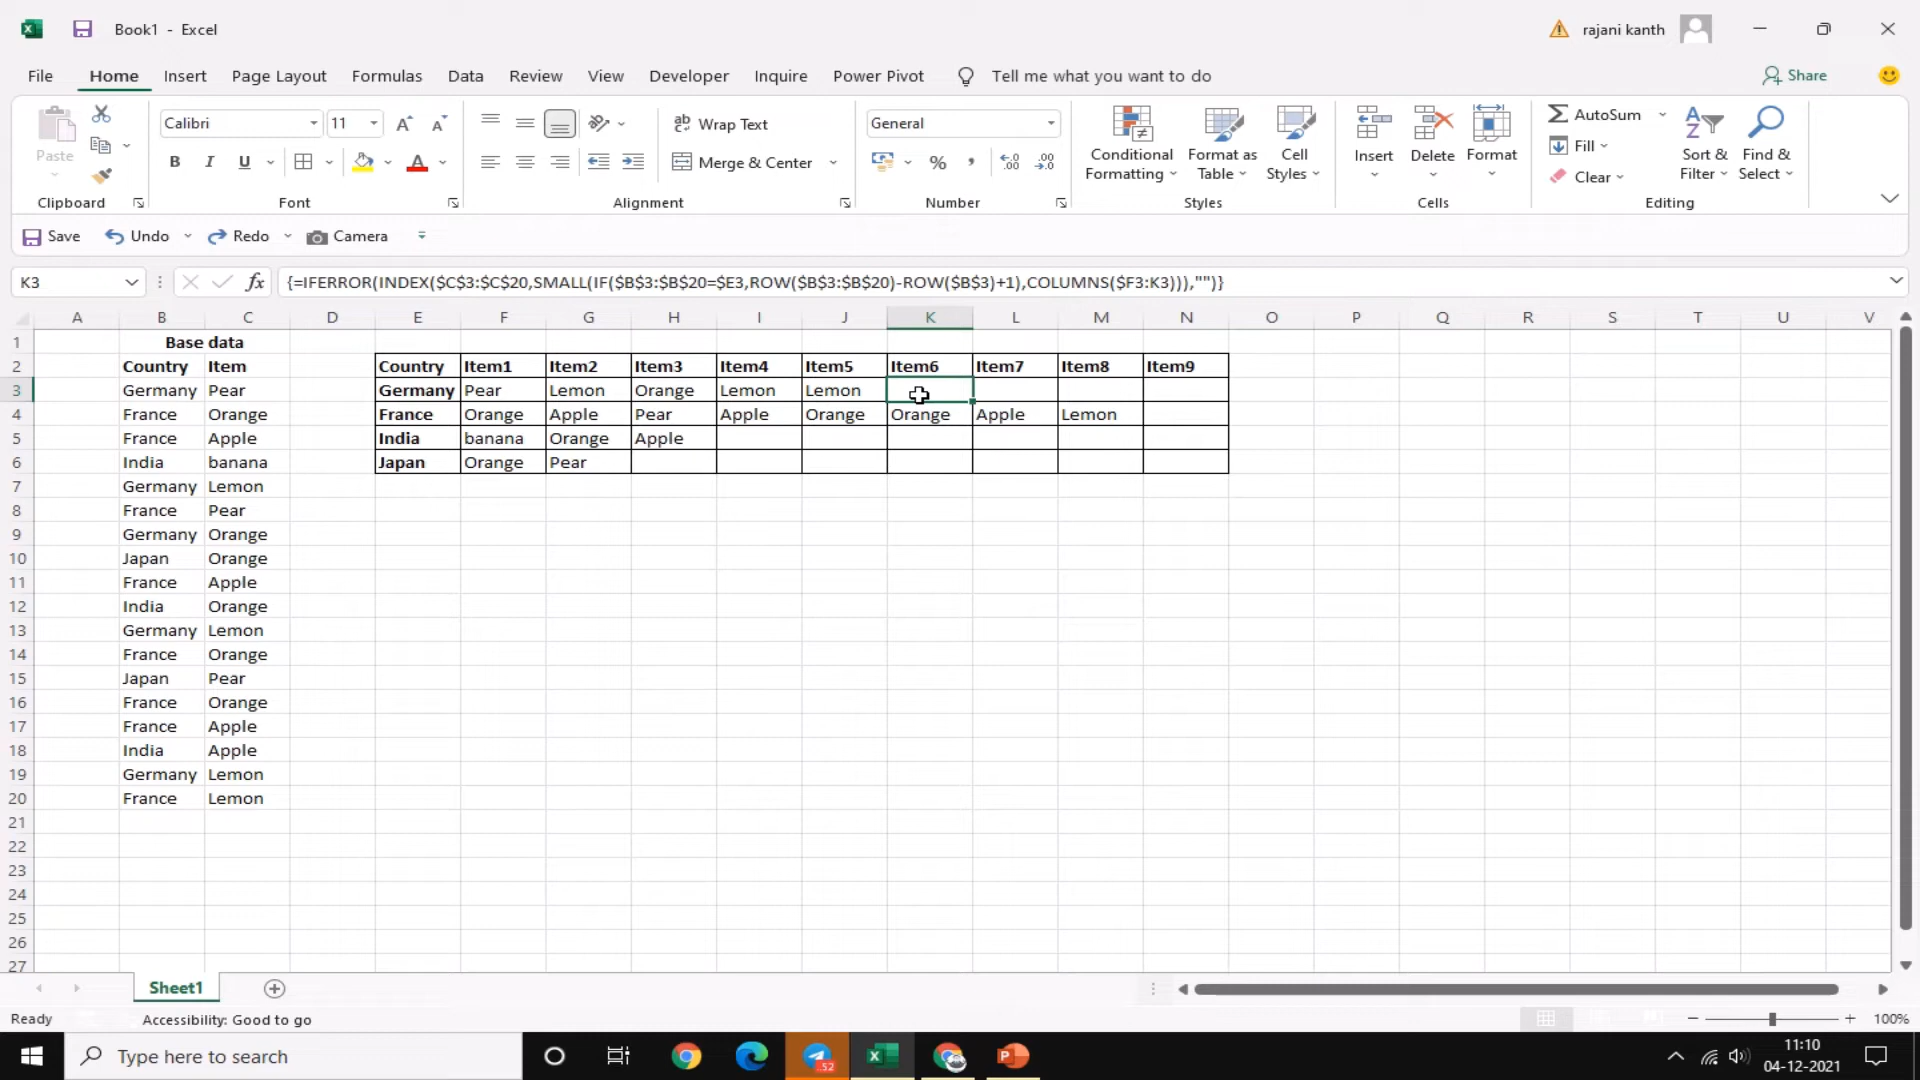 Book1 - Excel
rajani kanth
File Home Insert Page Layout Formulas Data Review View Developer Inquire Power Pivot Tell me what you want to do Share
Paste
Clipboard
Calibri 11
B I U
Font
Wrap Text
Merge & Center
Alignment
General
Number
Conditional Formatting
Format as Table
Cell Styles
Styles
Insert
Delete
Format
Cells
AutoSum
Fill
Clear
Sort & Filter
Find & Select
Editing
Save Undo Redo Camera
K3 fx {=IFERROR(INDEX($C$3:$C$20,SMALL(IF($B$3:$B$20=$E3,ROW($B$3:$B$20)-ROW($B$3)+1),COLUMNS($F3:K3))),"")}
A B C D E F G H I J K L M N O P Q R S T U V
1 Base data
2 Country Item Country Item1 Item2 Item3 Item4 Item5 Item6 Item7 Item8 Item9
3 Germany Pear Germany Pear Lemon Orange Lemon Lemon
4 France Orange France Orange Apple Pear Apple Orange Orange Apple Lemon
5 France Apple India banana Orange Apple
6 India banana Japan Orange Pear
7 Germany Lemon
8 France Pear
9 Germany Orange
10 Japan Orange
11 France Apple
12 India Orange
13 Germany Lemon
14 France Orange
15 Japan Pear
16 France Orange
17 France Apple
18 India Apple
19 Germany Lemon
20 France Lemon
21
22
23
24
25
26
27
Sheet1
Ready Accessibility: Good to go 100%
Type here to search 52 11:10
04-12-2021